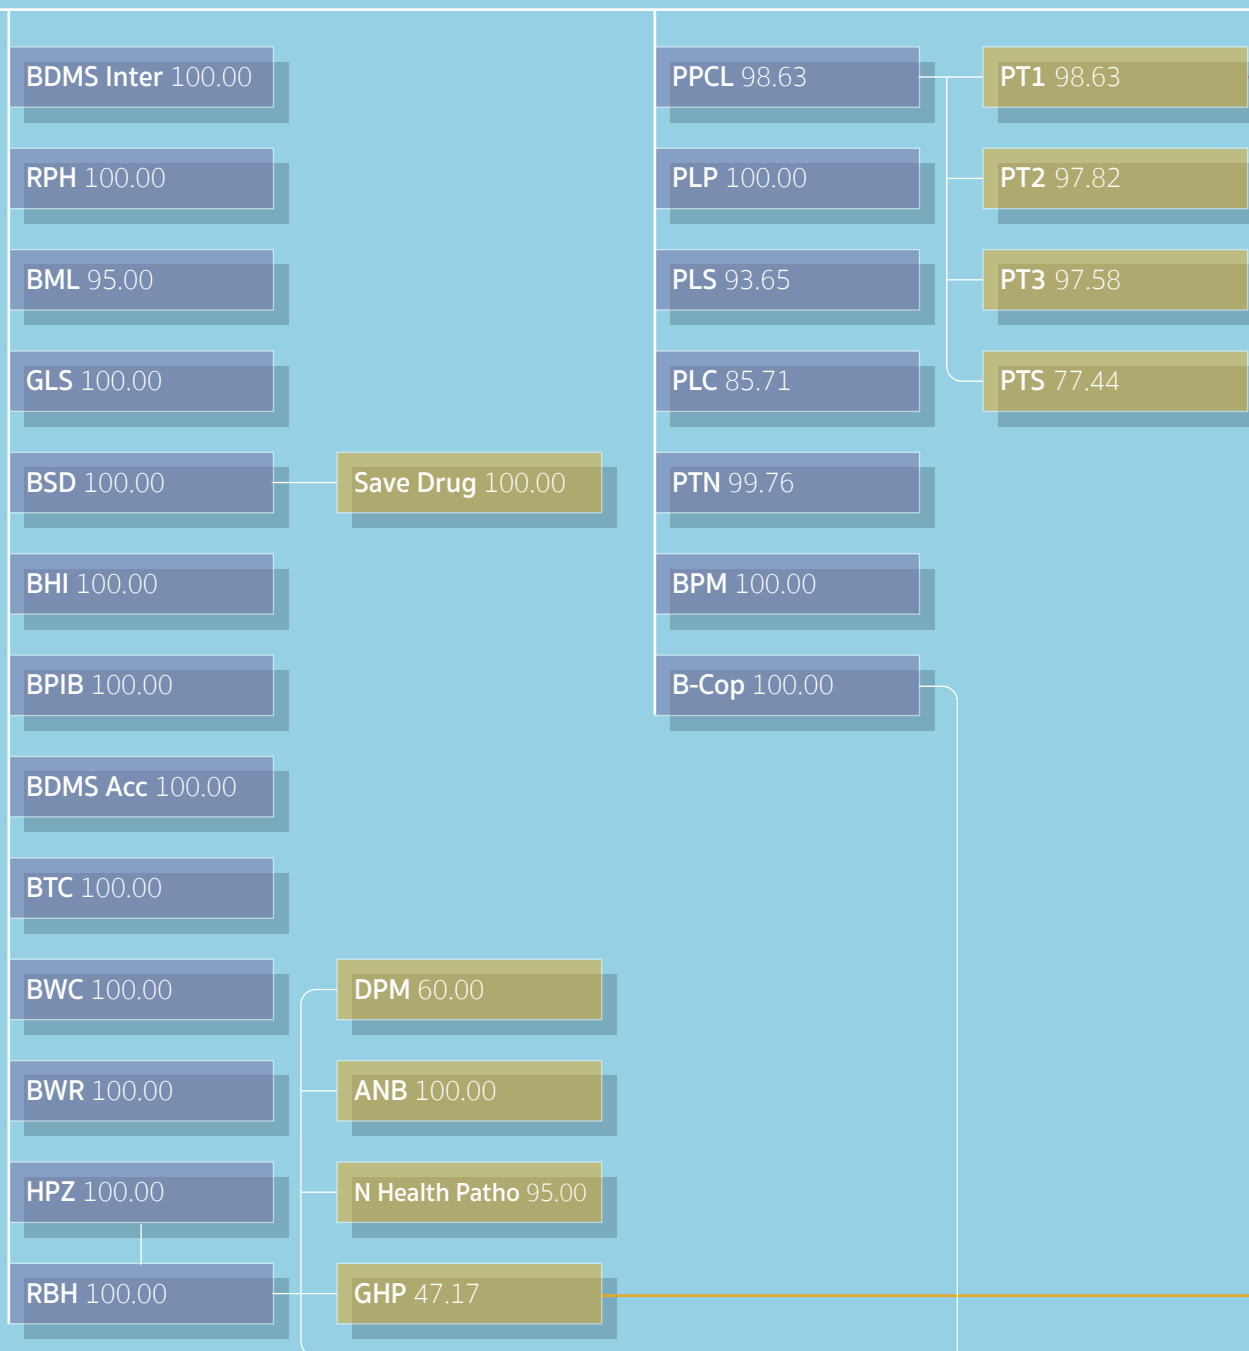 BDMS Inter 100.00
RPH 100.00
BML 95.00
GLS 100.00
BSD 100.00
Save Drug 100.00
BHI 100.00
BPIB 100.00
BDMS Acc 100.00
BTC 100.00
BWC 100.00
DPM 60.00
BWR 100.00
ANB 100.00
HPZ 100.00
N Health Patho 95.00
RBH 100.00
GHP 47.17
PPCL 98.63
PT1 98.63
PLP 100.00
PT2 97.82
PLS 93.65
PT3 97.58
PLC 85.71
PTS 77.44
PTN 99.76
BPM 100.00
B-Cop 100.00